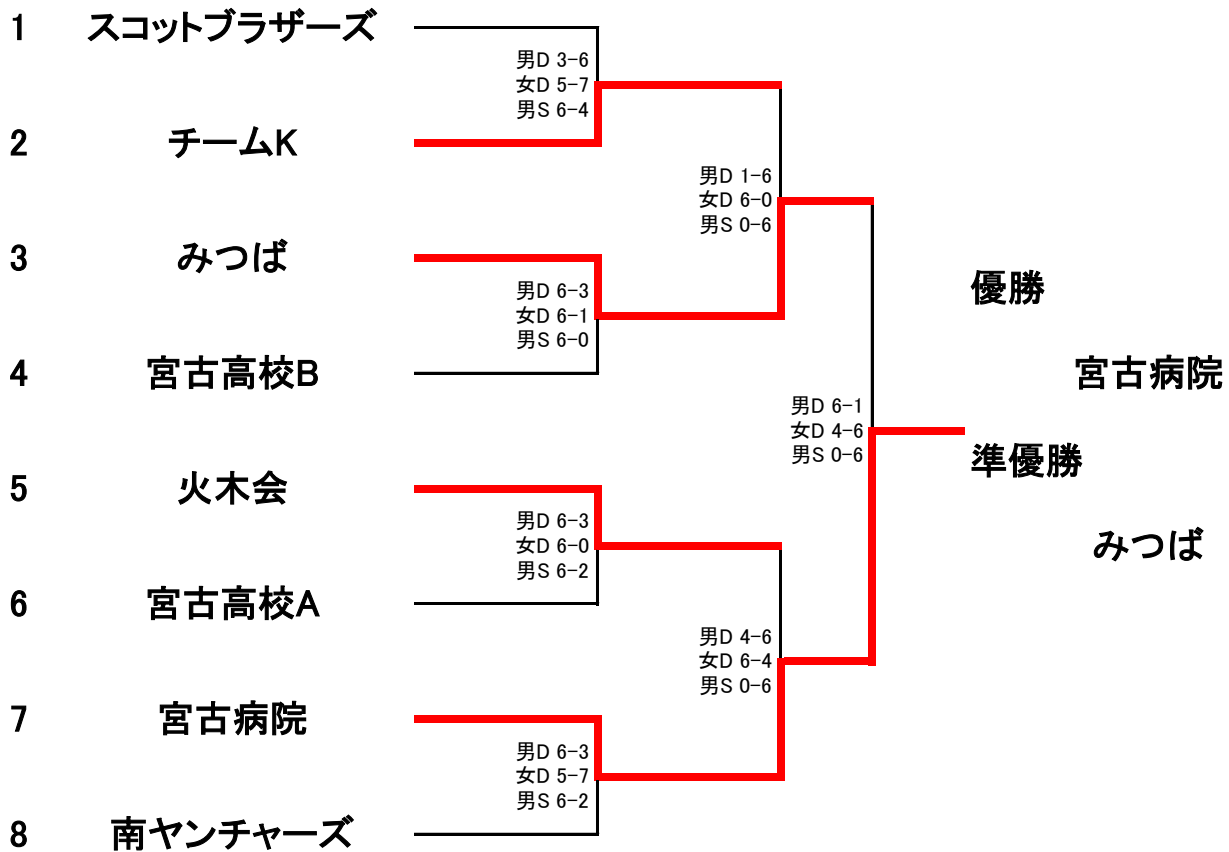 1 スコットブラザーズ
男D 3-6
女D 5-7
男S 6-4
2 チームK
男D 1-6
女D 6-0
男S 0-6
3 みつば
優勝
男D 6-3
女D 6-1
男S 6-0
4 宮古高校B
宮古病院
男D 6-1
女D 4-6
男S 0-6
準優勝
5 火木会
男D 6-3
女D 6-0
男S 6-2
みつば
6 宮古高校A
男D 4-6
女D 6-4
男S 0-6
7 宮古病院
男D 6-3
女D 5-7
男S 6-2
8 南ヤンチャーズ